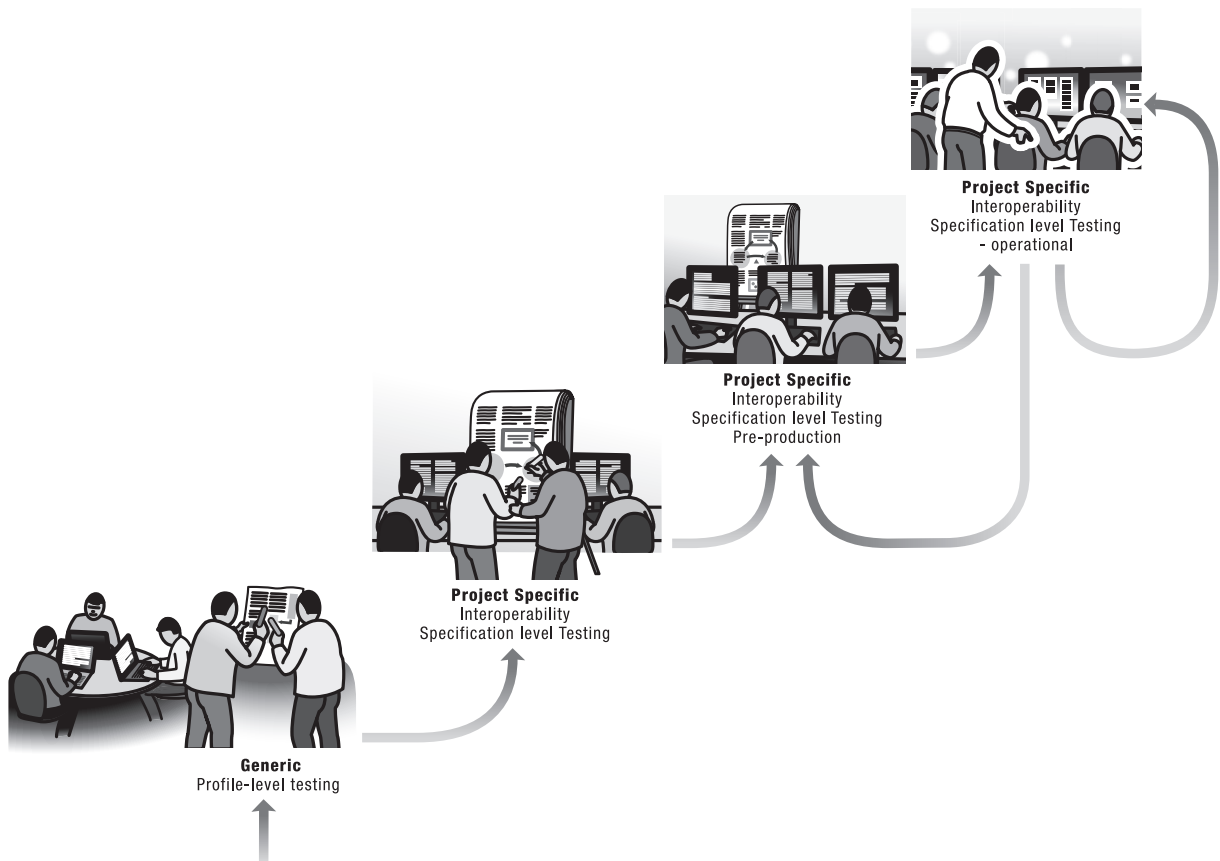 Project Specific
Interoperability
Specification level Testing
- operational
Project Specific
Interoperability
Specification level Testing
Pre-production
Project Specific
Interoperability
Specification level Testing
Generic
Profile-level testing